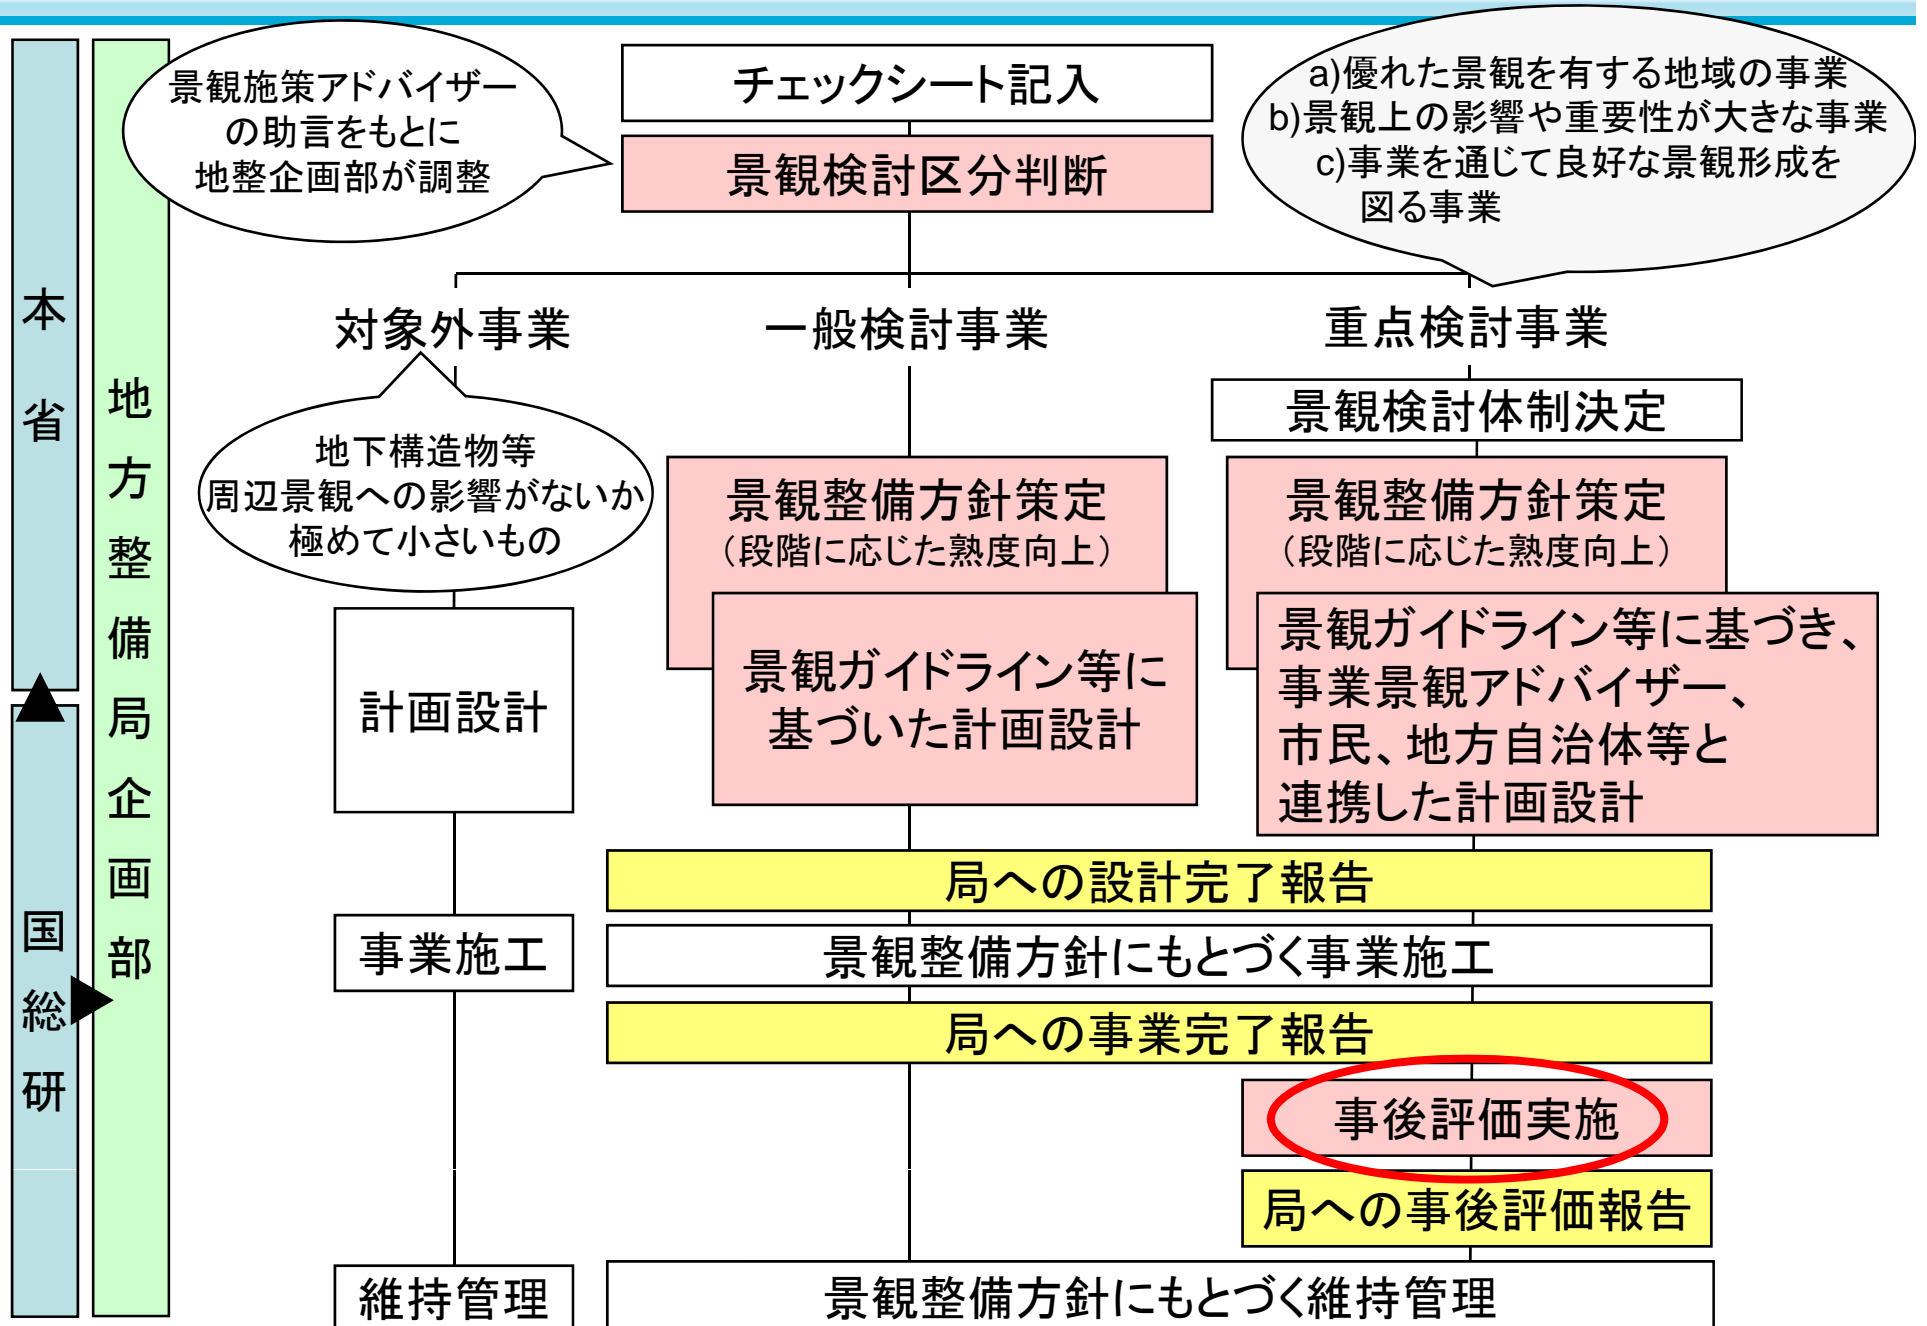 景観施策アドバイザー
の助言をもとに
地整企画部が調整
チェックシート記入
景観検討区分判断
a)優れた景観を有する地域の事業
b)景観上の影響や重要性が大きな事業
c)事業を通じて良好な景観形成を
図る事業
本省
国総研
地方整備局企画部
対象外事業
一般検討事業
重点検討事業
地下構造物等
周辺景観への影響がないか
極めて小さいもの
景観検討体制決定
景観整備方針策定
（段階に応じた熟度向上）
景観整備方針策定
（段階に応じた熟度向上）
計画設計
景観ガイドライン等に
基づいた計画設計
景観ガイドライン等に基づき、
事業景観アドバイザー、
市民、地方自治体等と
連携した計画設計
局への設計完了報告
事業施工
景観整備方針にもとづく事業施工
局への事業完了報告
事後評価実施
局への事後評価報告
維持管理
景観整備方針にもとづく維持管理